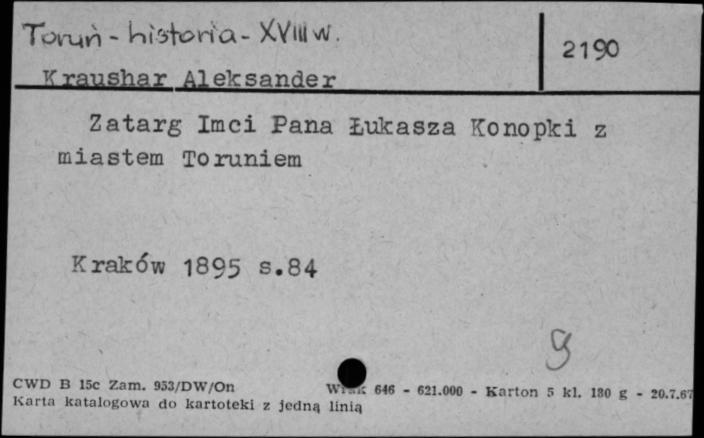 Toruń - historia - XVIII w.
2190
Kraushar Aleksander
Zatarg Imci Pana Łukasza Konopki z
miastem Toruniem
Kraków 1895 s.84
CWD B 15c Zam. 953/DW/On 646 - 621.000 - Karton 5 kl. 180 g - 20.7.67
Karta katalogowa do kartoteki z jedną linią